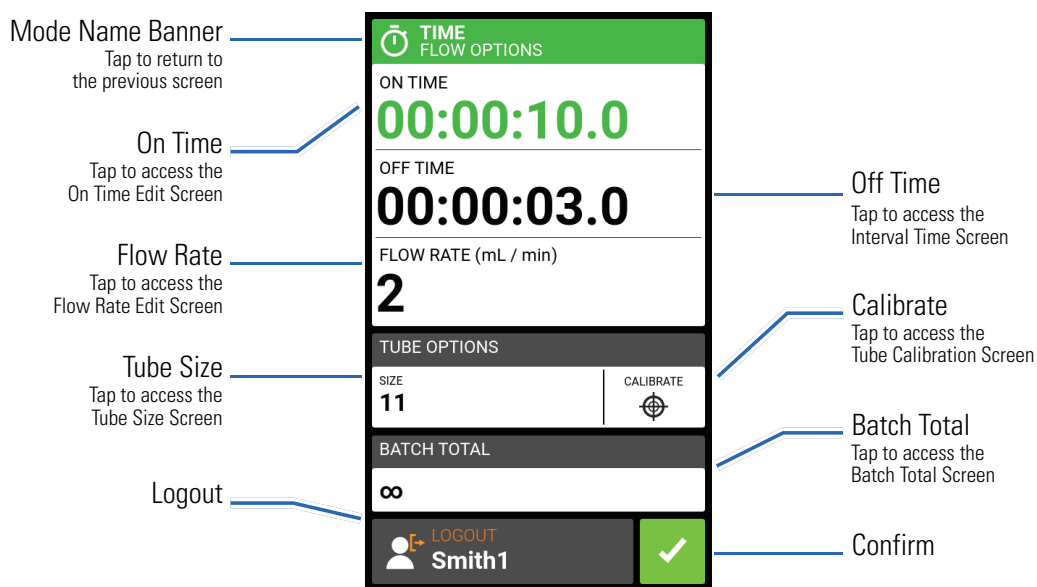 Mode Name Banner
Tap to return to
the previous screen
On Time
Tap to access the
On Time Edit Screen
Flow Rate
Tap to access the
Flow Rate Edit Screen
Tube Size
Tap to access the
Tube Size Screen
Logout
TIME
FLOW OPTIONS
ON TIME
00:00:10.0
OFF TIME
00:00:03.0
FLOW RATE (mL / min)
2
TUBE OPTIONS
SIZE
11
CALIBRATE
BATCH TOTAL
∞
LOGOUT
Smith1
Off Time
Tap to access the
Interval Time Screen
Calibrate
Tap to access the
Tube Calibration Screen
Batch Total
Tap to access the
Batch Total Screen
Confirm